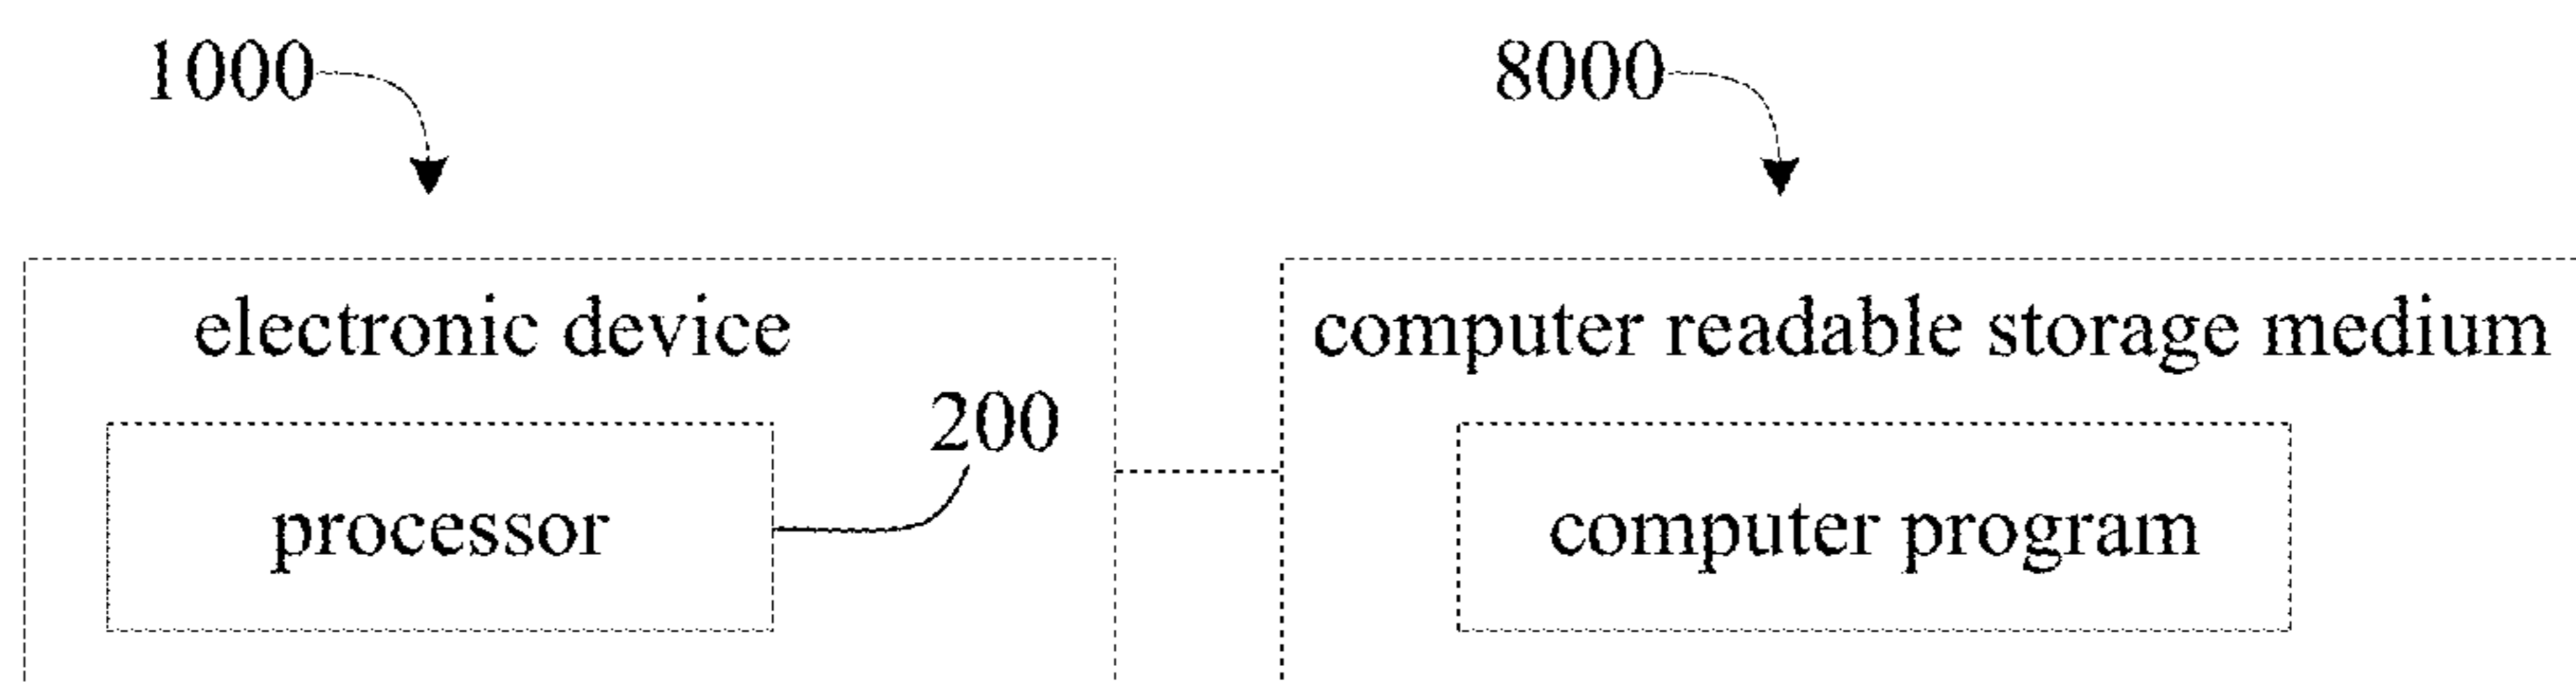 1000
8000
electronic device
computer readable storage medium
200
processor
computer program